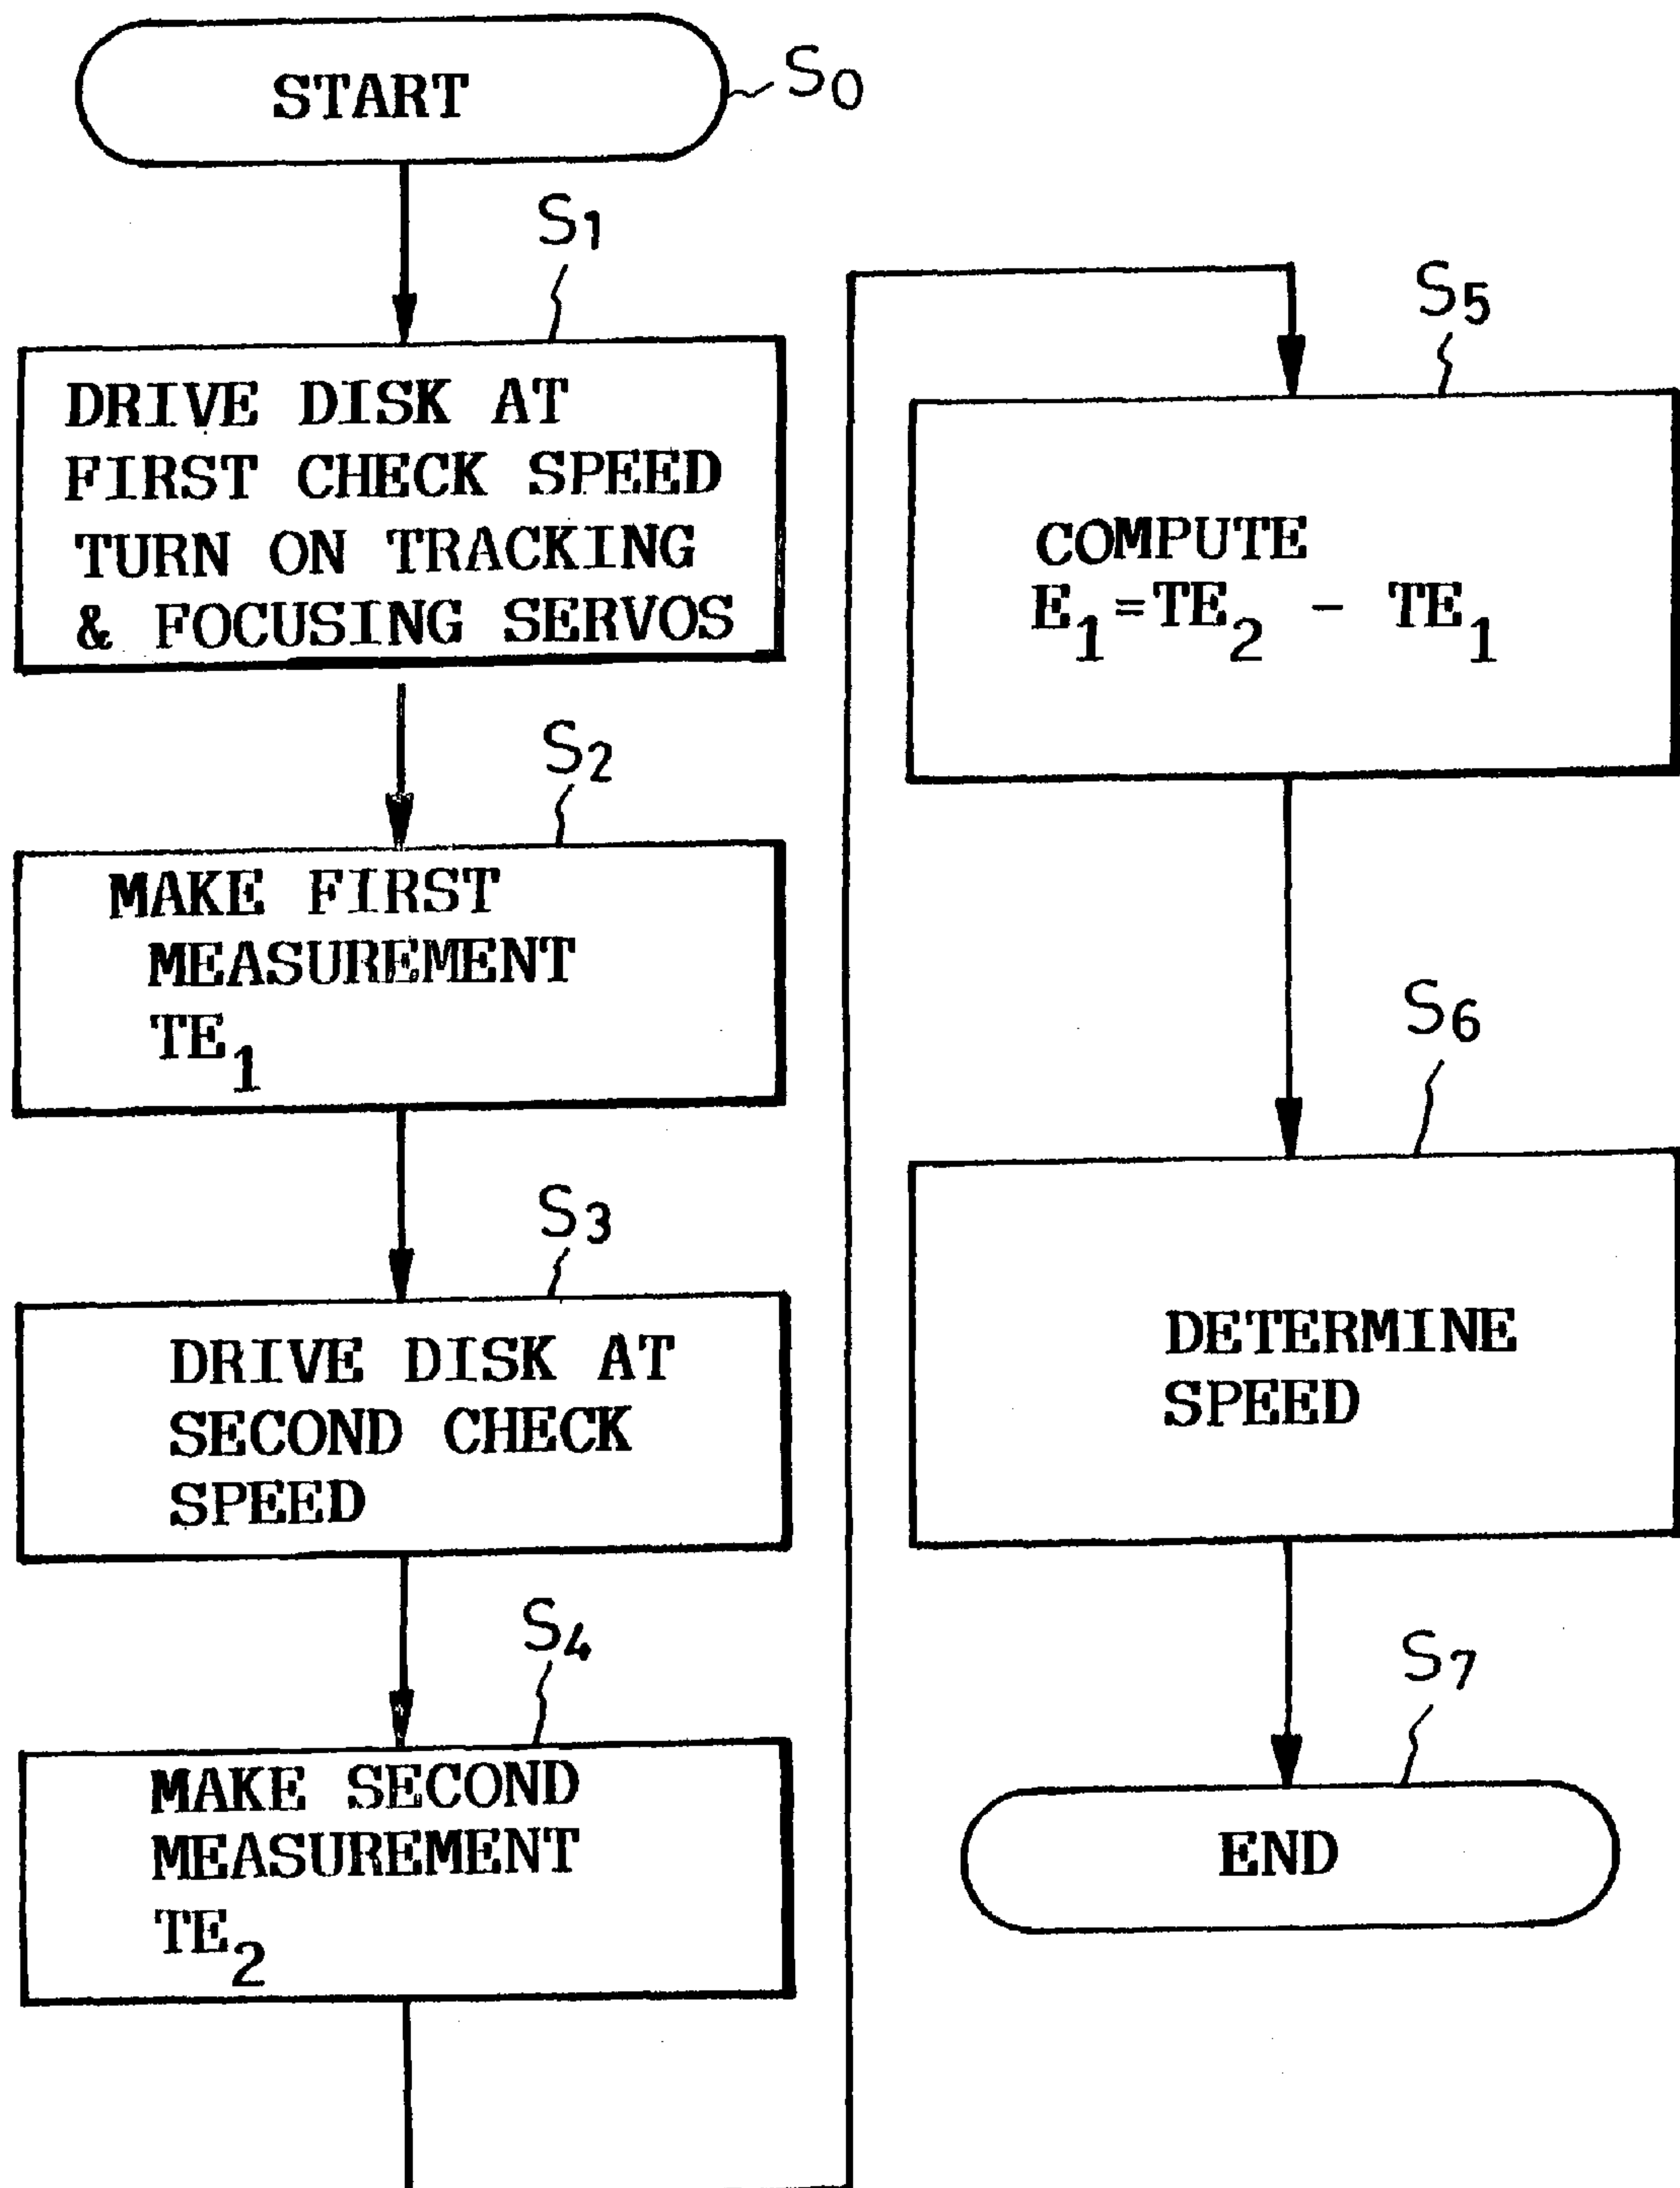 START
S0
S1
DRIVE DISK AT
FIRST CHECK SPEED
TURN ON TRACKING
& FOCUSING SERVOS
S2
MAKE FIRST
MEASUREMENT
TE1
S3
DRIVE DISK AT
SECOND CHECK
SPEED
S4
MAKE SECOND
MEASUREMENT
TE2
S5
COMPUTE
E1=TE2 - TE1
S6
DETERMINE
SPEED
S7
END